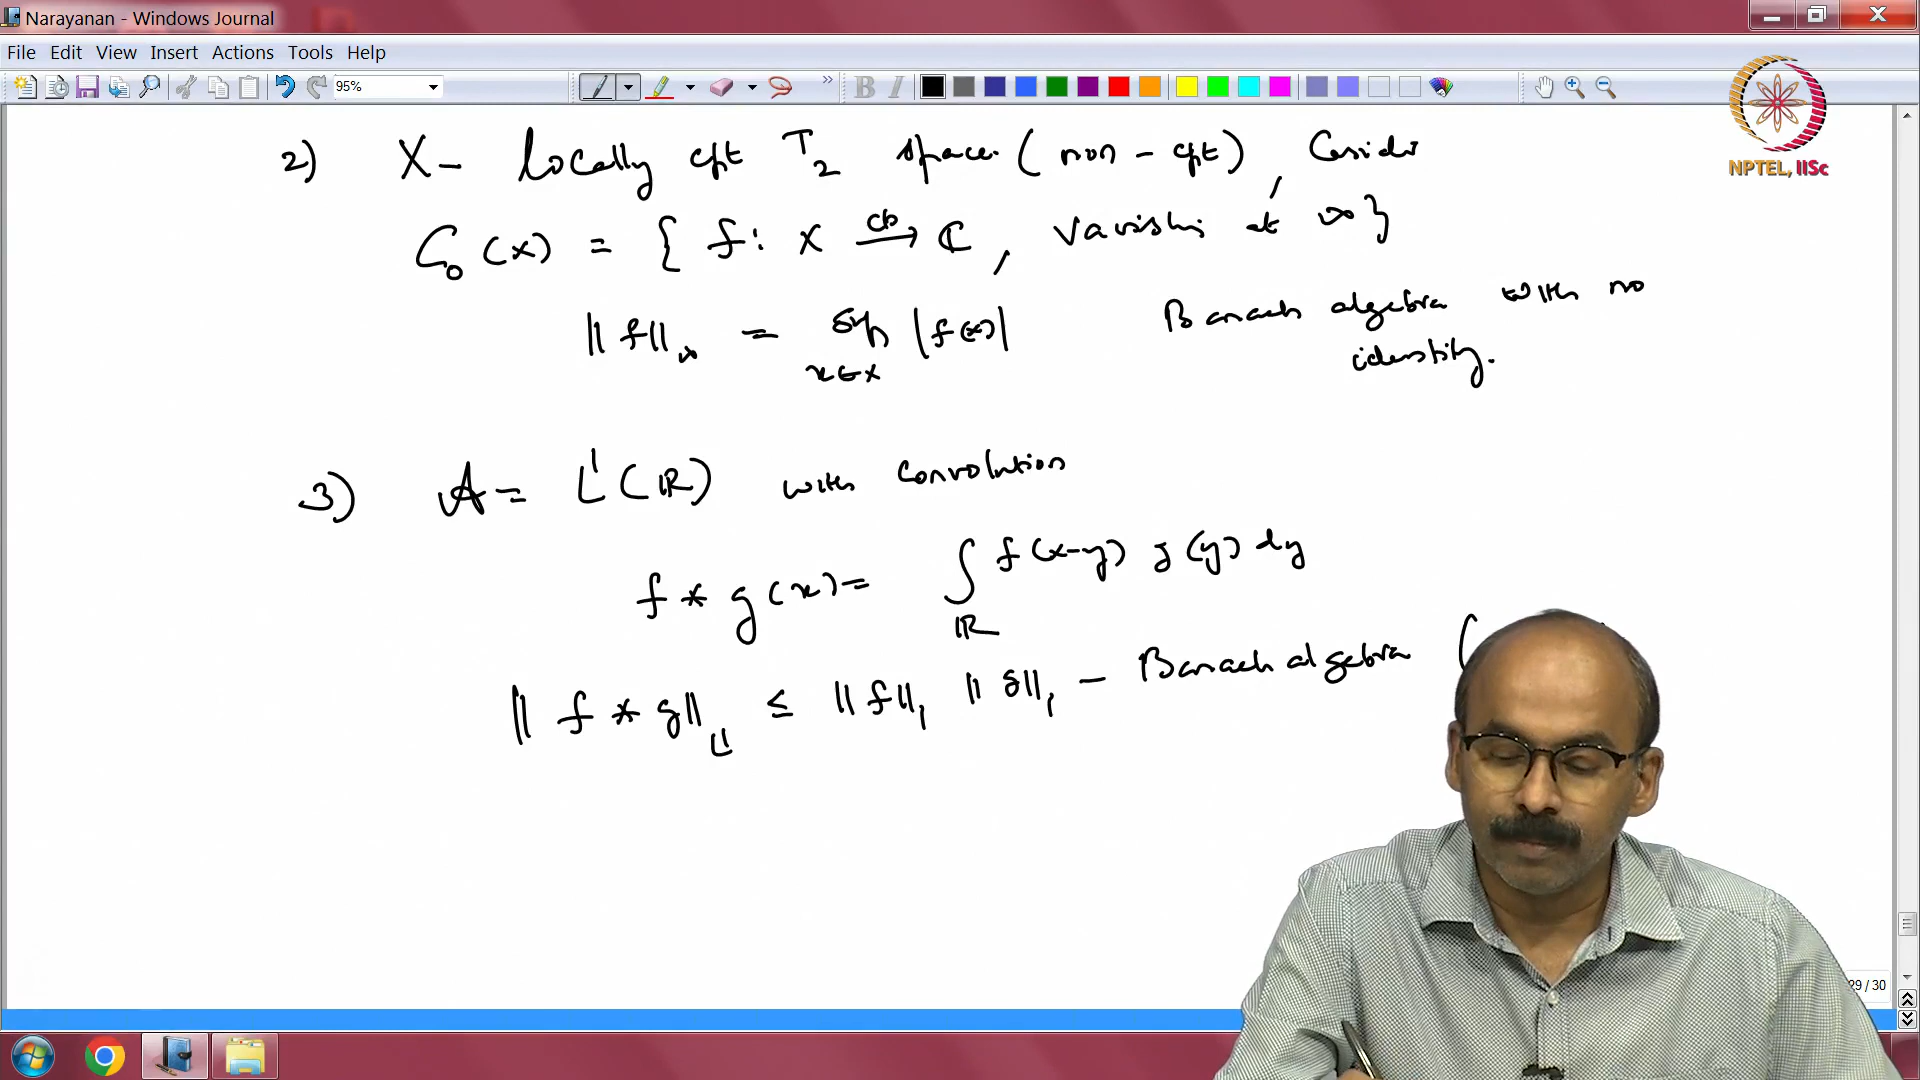 Narayanan - Windows Journal
File Edit View Insert Actions Tools Help
95%
NPTEL, IISc
2) X - locally cpt T₂ space (non-cpt), Consider
C₀(X) = { f: X →^{cts} ℂ, vanishing at ∞ }
||f||_∞ = sup_{x∈X} |f(x)| Banach algebra with no
identity.
3) A = L¹(ℝ) with convolution
f * g(x) = ∫_ℝ f(x-y) g(y) dy
||f * g||_{L¹} ≤ ||f||₁ ||g||₁ - Banach algebra (
29 / 30